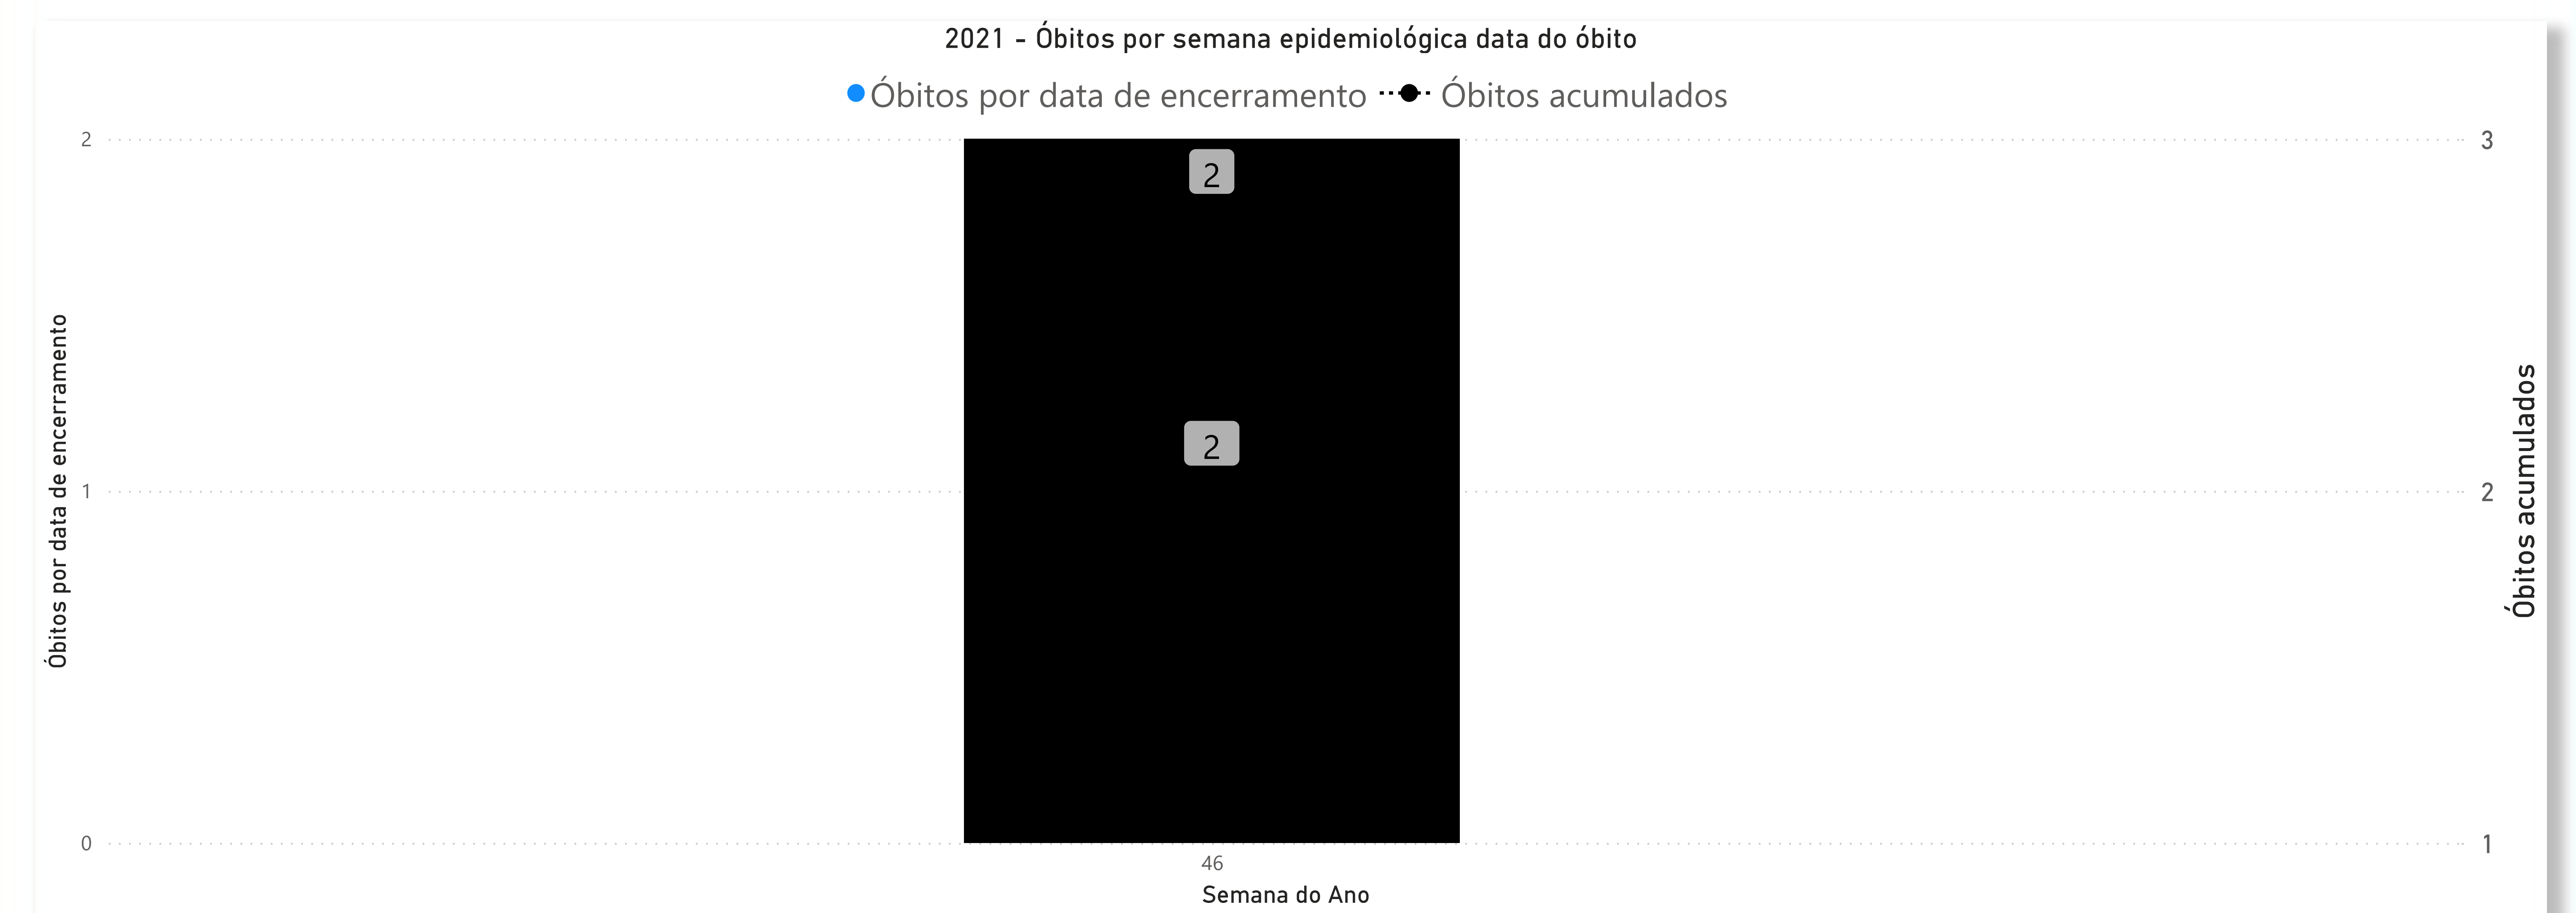 2021 - Óbitos por semana epidemiológica data do óbito
Óbitos por data de encerramento
Óbitos acumulados
2
1
0
Óbitos por data de encerramento
2
2
3
2
1
Óbitos acumulados
46
Semana do Ano